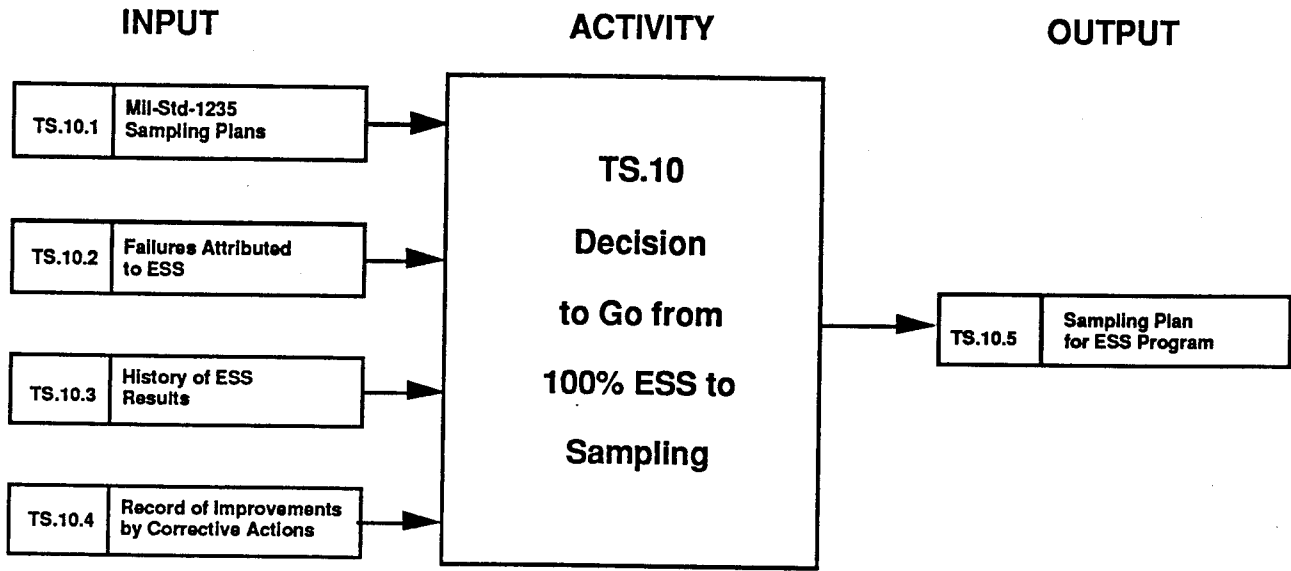 INPUT
ACTIVITY
OUTPUT
TS.10.1
Mil-Std-1235
Sampling Plans
TS.10.2
Failures Attributed
to ESS
TS.10.3
History of ESS
Results
TS.10.4
Record of Improvements
by Corrective Actions
TS.10
Decision
to Go from
100% ESS to
Sampling
TS.10.5
Sampling Plan
for ESS Program